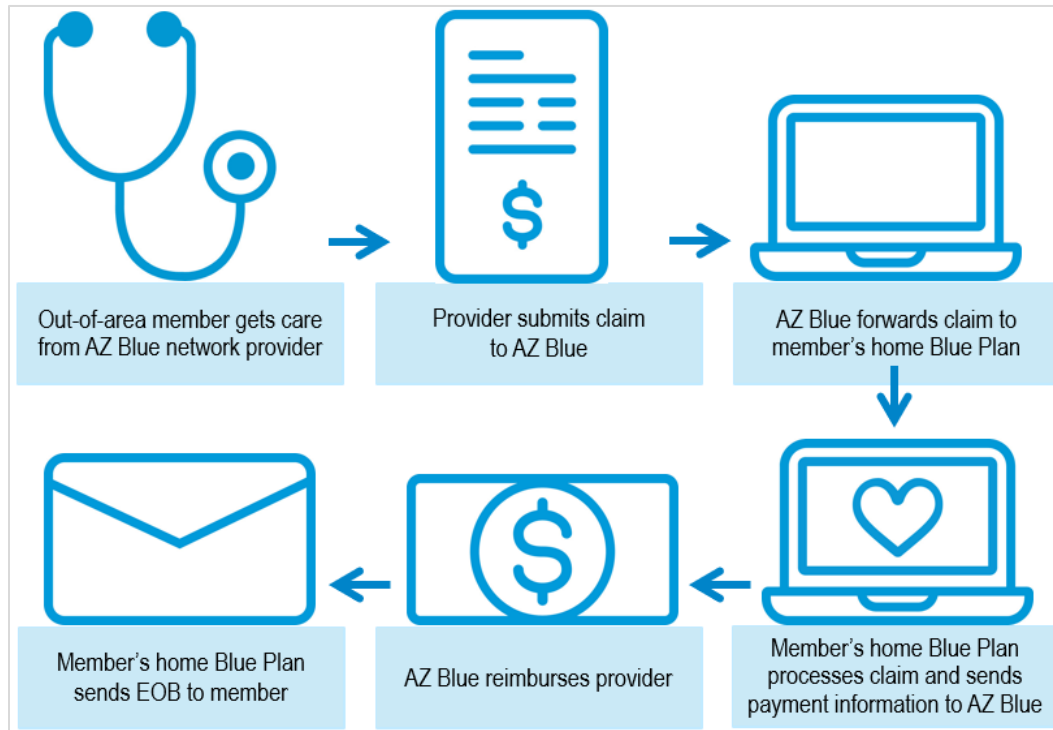 $
Out-of-area member gets care
from AZ Blue network provider
Provider submits claim
to AZ Blue
AZ Blue forwards claim to
member’s home Blue Plan
$
Member’s home Blue Plan
processes claim and sends
payment information to AZ Blue
AZ Blue reimburses provider
Member’s home Blue Plan
sends EOB to member